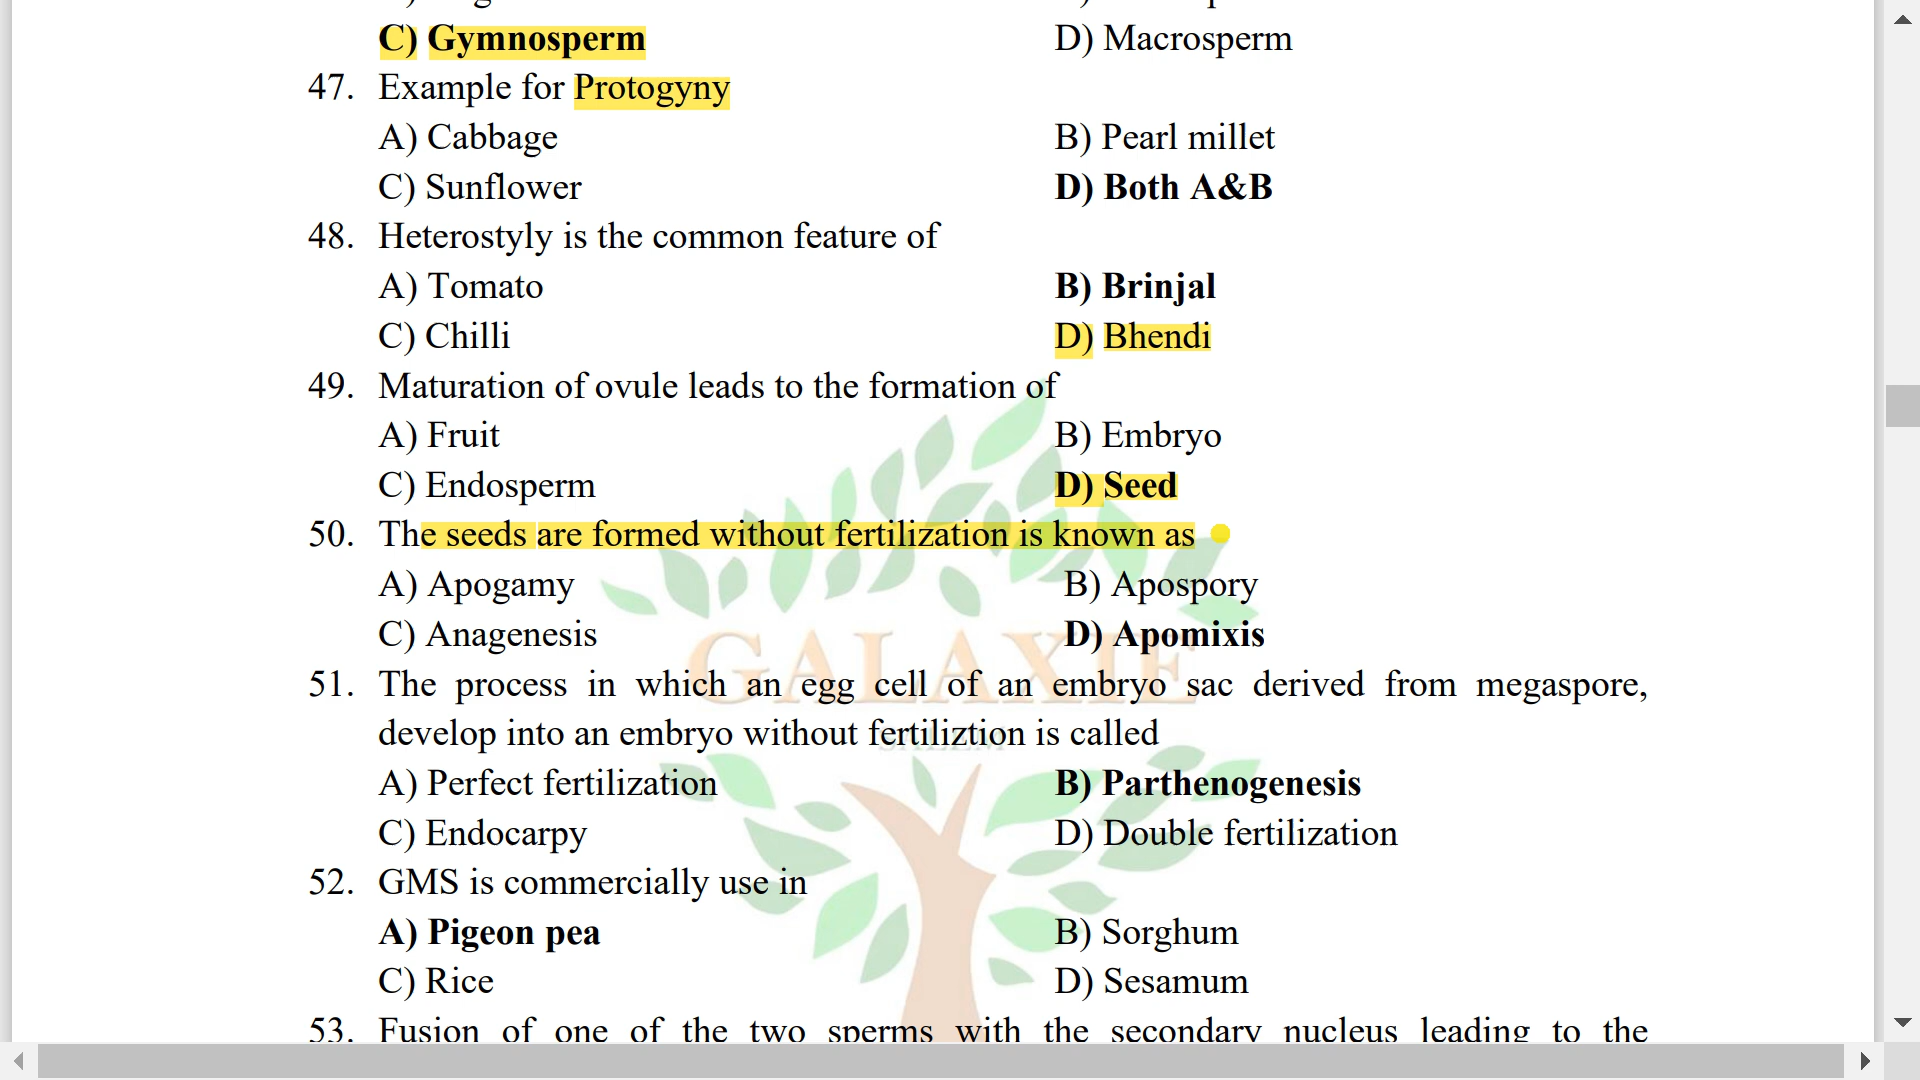 C) Gymnosperm D) Macrosperm
47. Example for Protogyny
A) Cabbage B) Pearl millet
C) Sunflower D) Both A&B
48. Heterostyly is the common feature of
A) Tomato B) Brinjal
C) Chilli D) Bhendi
49. Maturation of ovule leads to the formation of
A) Fruit B) Embryo
C) Endosperm D) Seed
50. The seeds are formed without fertilization is known as
A) Apogamy B) Apospory
C) Anagenesis D) Apomixis
GALAXIE
51. The process in which an egg cell of an embryo sac derived from megaspore,
develop into an embryo without fertiliztion is called
SALEM
A) Perfect fertilization B) Parthenogenesis
C) Endocarpy D) Double fertilization
52. GMS is commercially use in
A) Pigeon pea B) Sorghum
C) Rice D) Sesamum
53. Fusion of one of the two sperms with the secondary nucleus leading to the